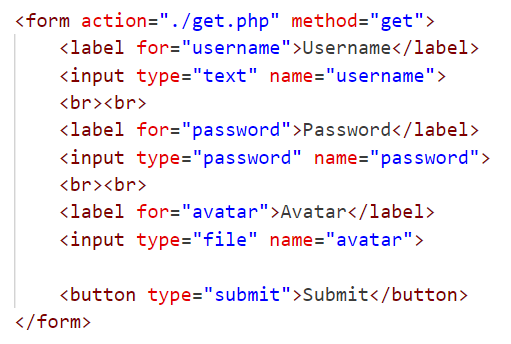 <form action="./get.php" method="get">
<label for="username">Username</label>
<input type="text" name="username">
<br><br>
<label for="password">Password</label>
<input type="password" name="password">
<br><br>
<label for="avatar">Avatar</label>
<input type="file" name="avatar">
<button type="submit">Submit</button>
</form>